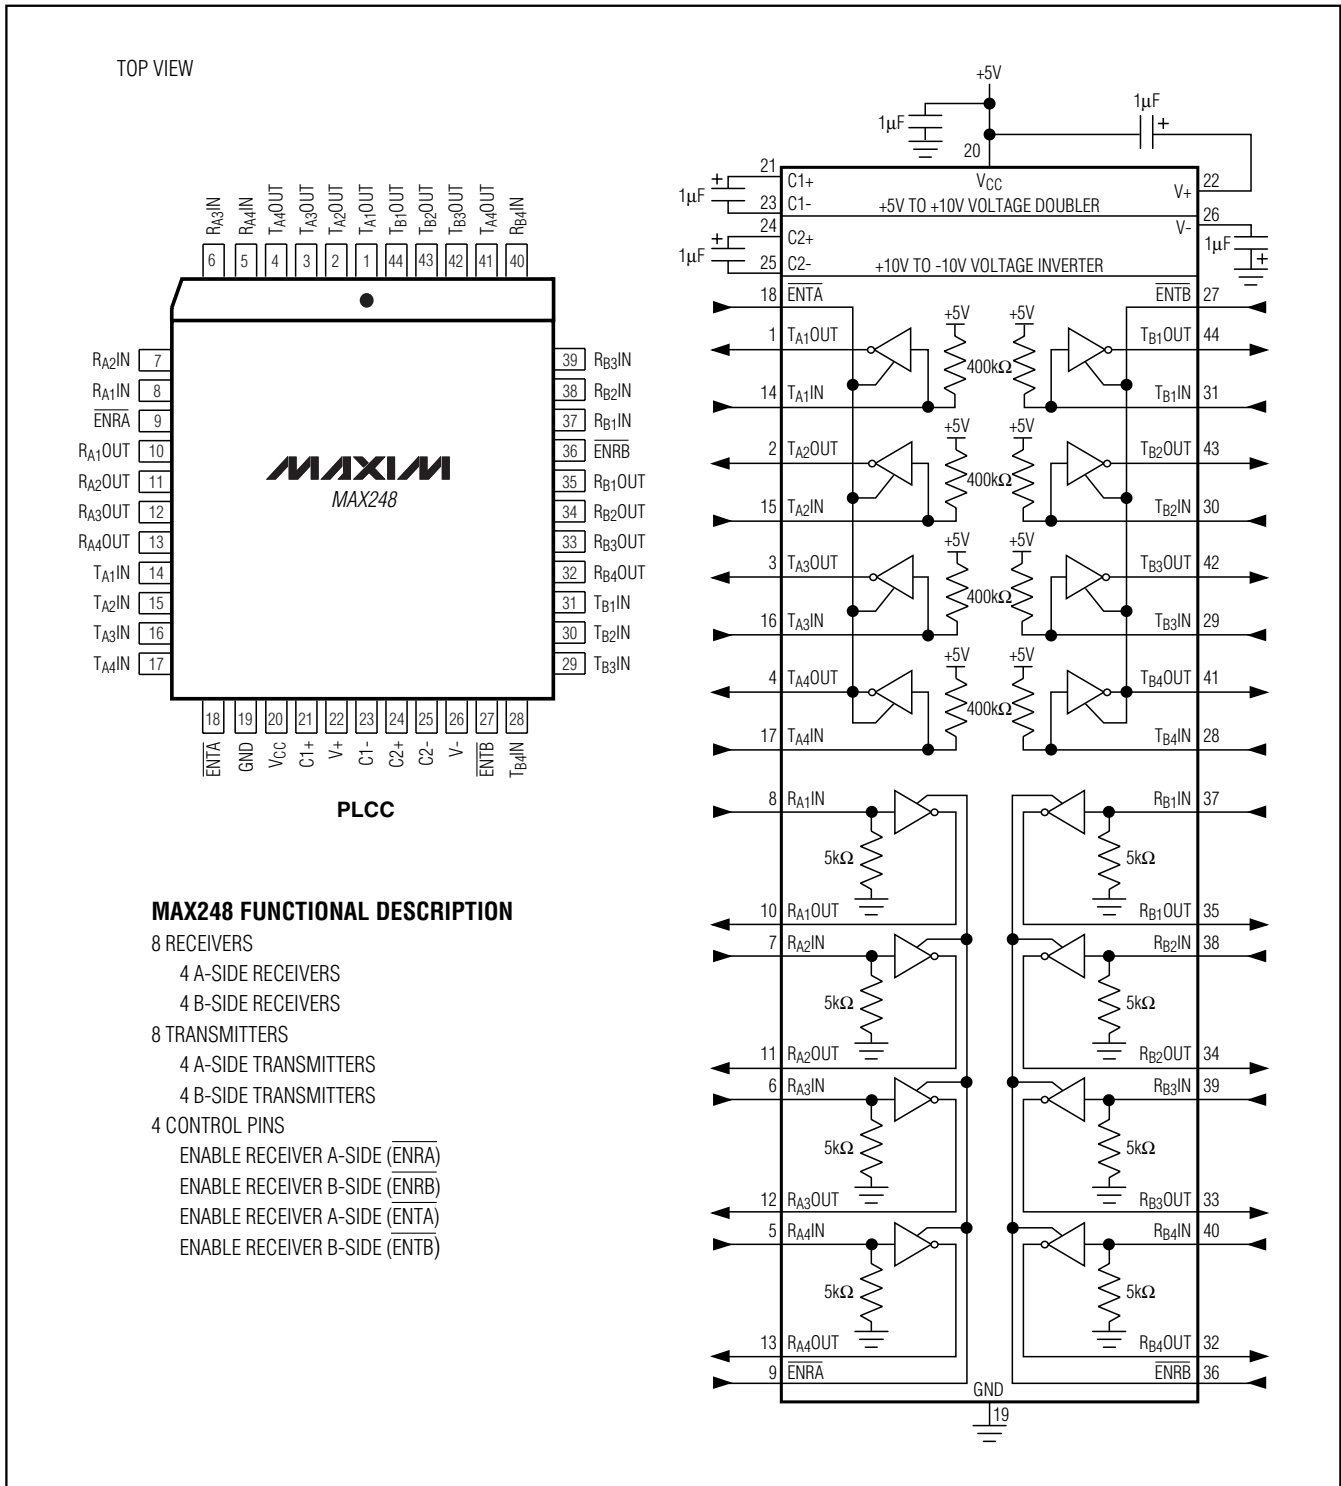 TOP VIEW
RA3IN
RA4IN
TA4OUT
TA3OUT
TA2OUT
TA1OUT
TB1OUT
TB2OUT
TB3OUT
TA4OUT
RB4IN
6 5 4 3 2 1 44 43 42 41 40
RA2IN 7
RA1IN 8
ENRA 9
RA1OUT 10
RA2OUT 11
RA3OUT 12
RA4OUT 13
TA1IN 14
TA2IN 15
TA3IN 16
TA4IN 17
MAXIM
MAX248
39 RB3IN
38 RB2IN
37 RB1IN
36 ENRB
35 RB1OUT
34 RB2OUT
33 RB3OUT
32 RB4OUT
31 TB1IN
30 TB2IN
29 TB3IN
18 19 20 21 22 23 24 25 26 27 28
ENTA
GND
VCC
C1+
V+
C1-
C2+
C2-
V-
ENTB
TB4IN
PLCC
MAX248 FUNCTIONAL DESCRIPTION
8 RECEIVERS
4 A-SIDE RECEIVERS
4 B-SIDE RECEIVERS
8 TRANSMITTERS
4 A-SIDE TRANSMITTERS
4 B-SIDE TRANSMITTERS
4 CONTROL PINS
ENABLE RECEIVER A-SIDE (ENRA)
ENABLE RECEIVER B-SIDE (ENRB)
ENABLE RECEIVER A-SIDE (ENTA)
ENABLE RECEIVER B-SIDE (ENTB)
+5V
1µF
1µF +
20
21 C1+ VCC V+ 22
+ 1µF
23 C1- +5V TO +10V VOLTAGE DOUBLER
V- 26
24 C2+
+ 1µF
1µF +
25 C2- +10V TO -10V VOLTAGE INVERTER
18 ENTA ENTB 27
+5V +5V
1 TA1OUT TB1OUT 44
400kΩ
14 TA1IN TB1IN 31
+5V +5V
2 TA2OUT TB2OUT 43
400kΩ
15 TA2IN TB2IN 30
+5V +5V
3 TA3OUT TB3OUT 42
400kΩ
16 TA3IN TB3IN 29
+5V +5V
4 TA4OUT TB4OUT 41
400kΩ
17 TA4IN TB4IN 28
8 RA1IN RB1IN 37
5kΩ 5kΩ
10 RA1OUT RB1OUT 35
7 RA2IN RB2IN 38
5kΩ 5kΩ
11 RA2OUT RB2OUT 34
6 RA3IN RB3IN 39
5kΩ 5kΩ
12 RA3OUT RB3OUT 33
5 RA4IN RB4IN 40
5kΩ 5kΩ
13 RA4OUT RB4OUT 32
9 ENRA ENRB 36
GND
19